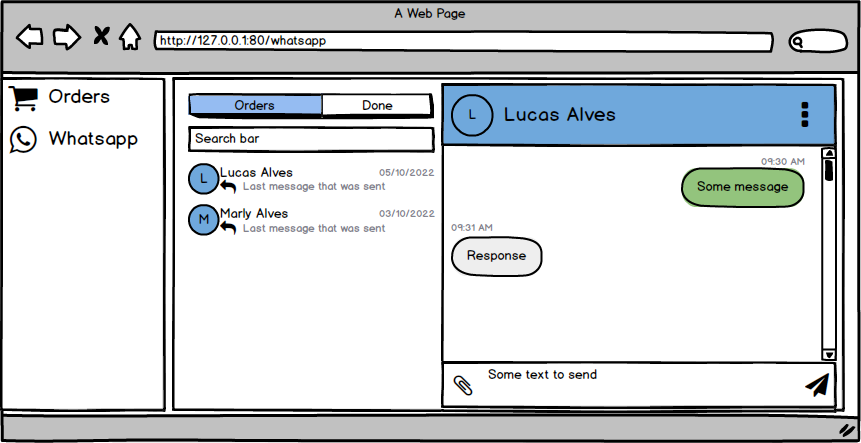 A Web Page
http://127.0.0.1:80/whatsapp
Orders
Whatsapp
Orders
Done
Search bar
L
Lucas Alves
05/10/2022
Last message that was sent
M
Marly Alves
03/10/2022
Last message that was sent
L
Lucas Alves
09:30 AM
Some message
09:31 AM
Response
Some text to send